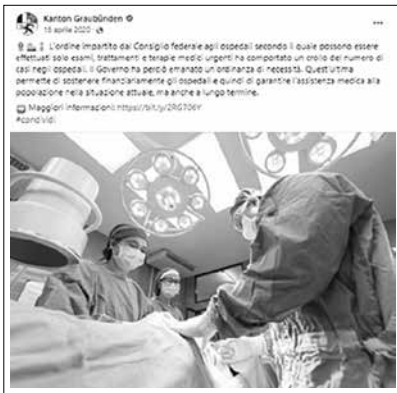 Kanton Graubünden
15 aprile 2020
L'ordine impartito dal Consiglio federale agli ospedali secondo il quale possono essere
effettuati solo esami, trattamenti e terapie medici urgenti ha comportato un crollo del numero di
casi negli ospedali. Il Governo ha perciò emanato un'ordinanza di necessità. Quest'ultima
permette di sostenere finanziariamente gli ospedali e quindi di garantire l'assistenza medica alla
popolazione nella situazione attuale, ma anche a lungo termine.
Maggiori informazioni: https://bit.ly/2RGTO6Y
#condividi